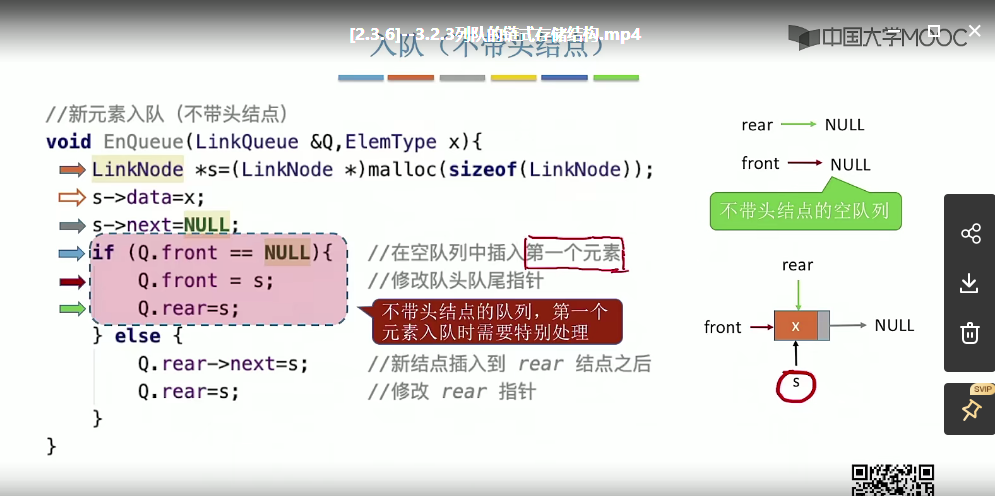 [2.3.6]--3.2.3列队的链式存储结构.mp4
入队（不带头结点）
中国大学MOOC
//新元素入队（不带头结点）
void EnQueue(LinkQueue &Q,ElemType x){
LinkNode *s=(LinkNode *)malloc(sizeof(LinkNode));
s->data=x;
s->next=NULL;
if (Q.front == NULL){ //在空队列中插入第一个元素
Q.front = s; //修改队头队尾指针
Q.rear=s;
不带头结点的队列，第一个
元素入队时需要特别处理
} else {
Q.rear->next=s; //新结点插入到 rear 结点之后
Q.rear=s; //修改 rear 指针
}
}
rear NULL
front NULL
不带头结点的空队列
rear
front x NULL
s
SVIP